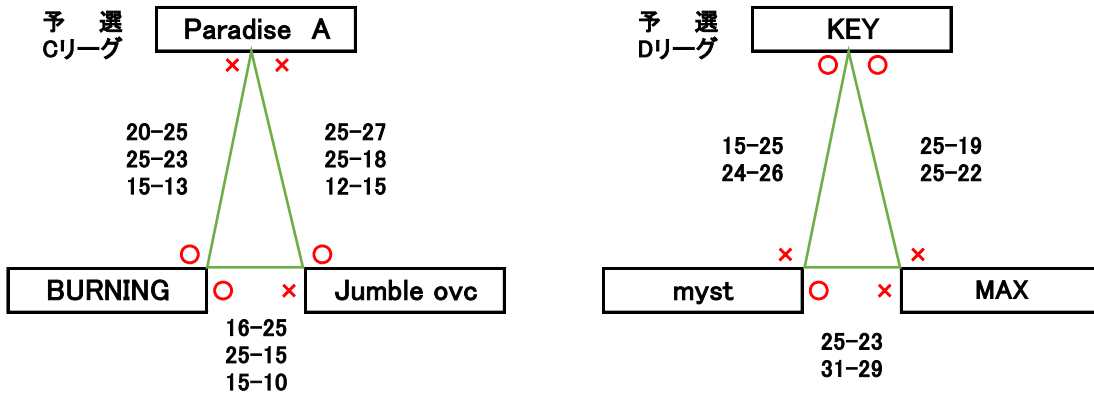 予 選
Cリーグ
Paradise A
× ×
20-25
25-23
15-13
25-27
25-18
12-15
○ ○
BURNING
○ ×
Jumble ovc
16-25
25-15
15-10
予 選
Dリーグ
KEY
○ ○
15-25
24-26
25-19
25-22
× ×
myst
○ ×
MAX
25-23
31-29